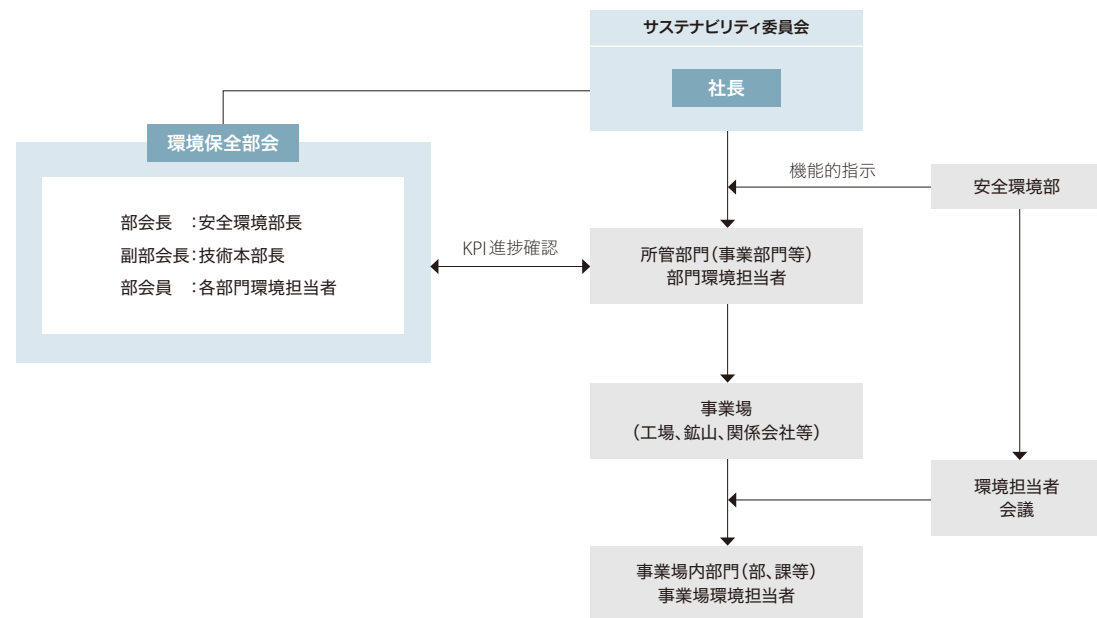 サステナビリティ委員会
社長
環境保全部会
部会長　：安全環境部長
副部会長：技術本部長
部会員　：各部門環境担当者
機能的指示
安全環境部
KPI進捗確認
所管部門（事業部門等）
部門環境担当者
事業場
（工場、鉱山、関係会社等）
環境担当者
会議
事業場内部門（部、課等）
事業場環境担当者